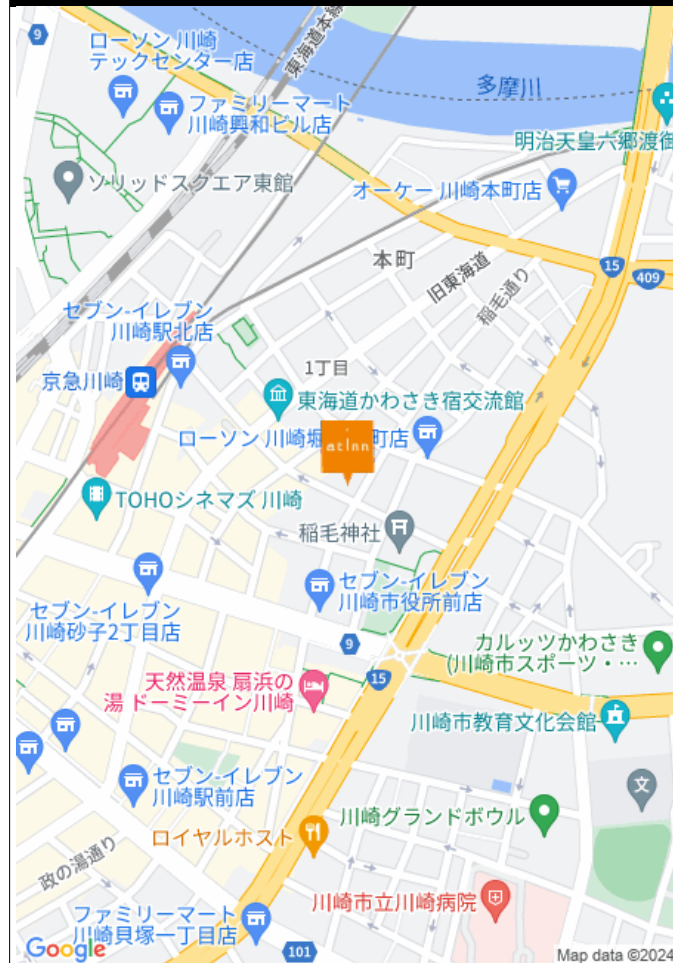 9
ローソン 川崎
テックセンター店
東海道本線
多摩川
ファミリーマート
川崎興和ビル店
明治天皇六郷渡御
ソリッドスクエア東館
オーケー 川崎本町店
本町
旧東海道
稲毛通り
15
409
セブン-イレブン
川崎駅北店
京急川崎
1丁目
東海道かわさき宿交流館
ローソン 川崎堀
町店
acInn
TOHOシネマズ 川崎
稲毛神社
セブン-イレブン
川崎市役所前店
セブン-イレブン
川崎砂子2丁目店
9
カルッツかわさき
(川崎市スポーツ・…
15
天然温泉 扇浜の
湯 ドーミーイン川崎
川崎市教育文化会館
セブン-イレブン
川崎駅前店
文
川崎グランドボウル
ロイヤルホスト
政の湯通り
川崎市立川崎病院
ファミリーマート
川崎貝塚一丁目店
101
Google
Map data ©2024